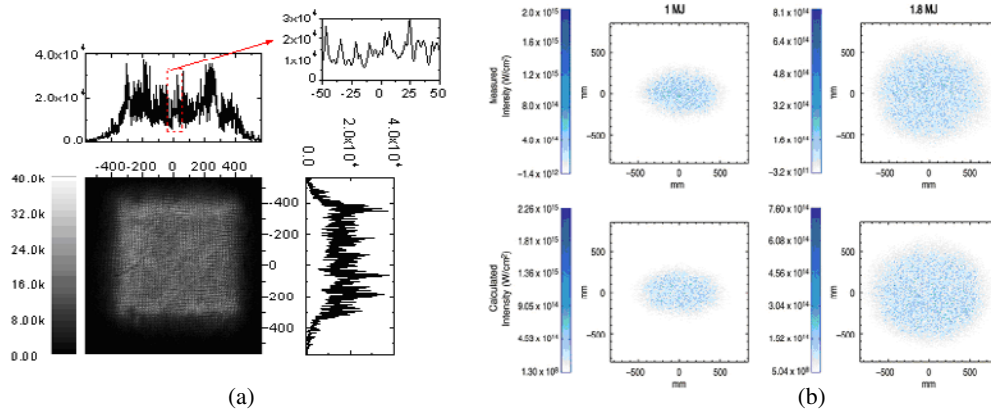 3x10⁴
2x10⁴
1x10⁴
0
-50 -25 0 25 50
4.0x10⁴
2.0x10⁴
0.0
-400 -200 0 200 400
0.0
2.0x10⁴
4.0x10⁴
40.0k
32.0k
24.0k
16.0k
8.00k
0.00
-400
-200
0
-200
400
(a)
1 MJ
1.8 MJ
Measured
Intensity (W/cm²)
2.0 x 10¹⁵
1.6 x 10¹⁵
1.2 x 10¹⁵
8.0 x 10¹⁴
4.0 x 10¹⁴
-1.4 x 10¹²
mm
500
0
-500
-500 0 500
mm
8.1 x 10¹⁴
6.5 x 10¹⁴
4.8 x 10¹⁴
3.2 x 10¹⁴
1.6 x 10¹⁴
-3.2 x 10¹¹
mm
500
0
-500
-500 0 500
mm
Calculated
Intensity (W/cm²)
2.26 x 10¹⁵
1.81 x 10¹⁵
1.36 x 10¹⁵
9.05 x 10¹⁴
4.53 x 10¹⁴
1.30 x 10⁹
mm
500
0
-500
-500 0 500
mm
7.60 x 10¹⁴
6.08 x 10¹⁴
4.56 x 10¹⁴
3.04 x 10¹⁴
1.52 x 10¹⁴
5.04 x 10⁸
mm
500
0
-500
-500 0 500
mm
(b)